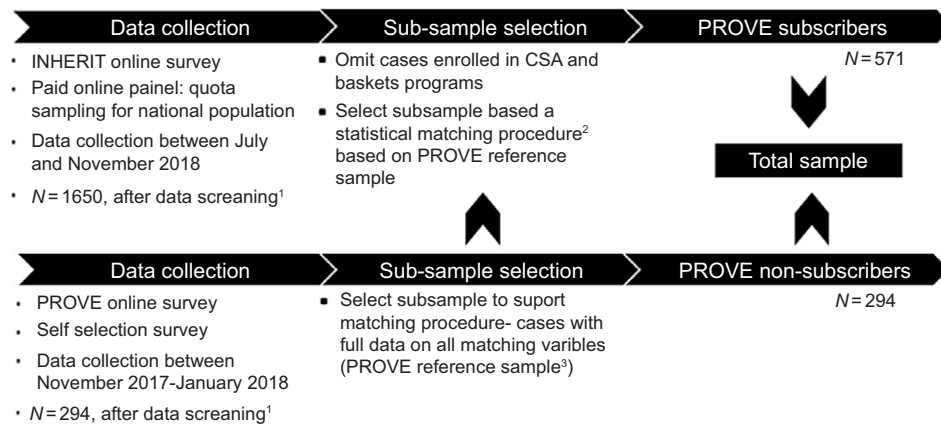 Data collection
Sub-sample selection
PROVE subscribers
• INHERIT online survey
• Paid online painel: quota
sampling for national population
• Data collection between July
and November 2018
• N = 1650, after data screaning¹
▪ Omit cases enrolled in CSA and
baskets programs
▪ Select subsample based a
statistical matching procedure²
based on PROVE reference
sample
N = 571
Total sample
Data collection
Sub-sample selection
PROVE non-subscribers
• PROVE online survey
• Self selection survey
• Data collection between
November 2017-January 2018
• N = 294, after data screaning¹
▪ Select subsample to suport
matching procedure- cases with
full data on all matching varibles
(PROVE reference sample³)
N = 294